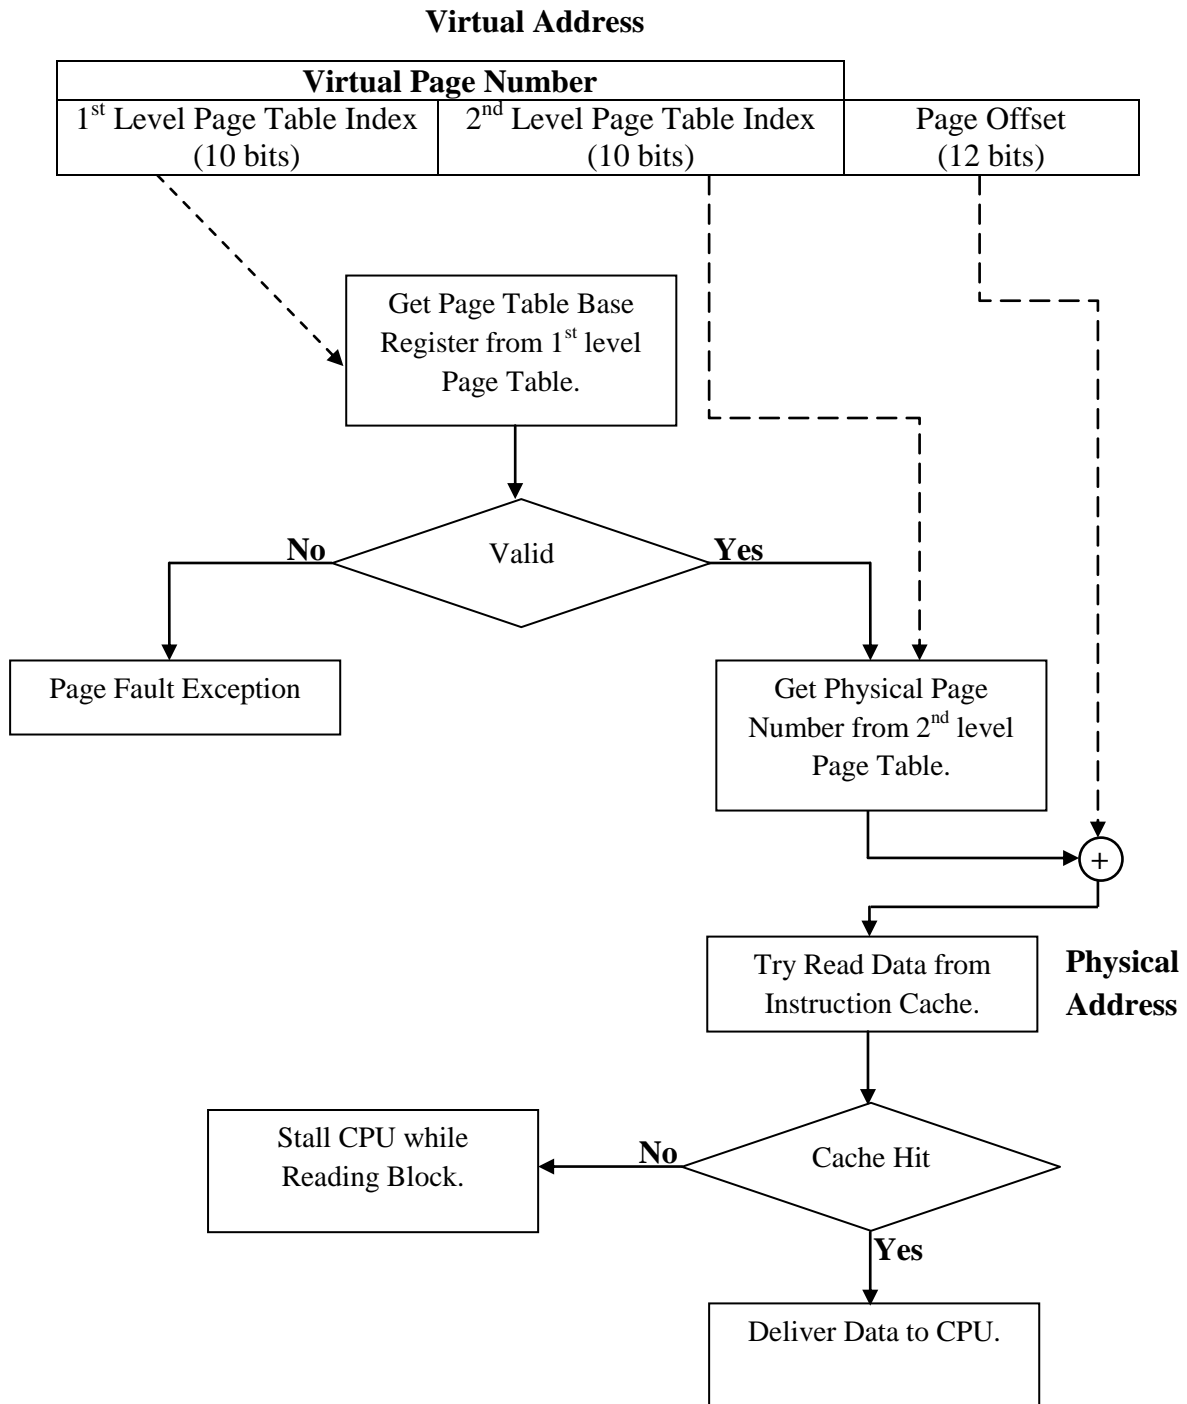 Virtual Address
Virtual Page Number
1st Level Page Table Index
(10 bits)
2nd Level Page Table Index
(10 bits)
Page Offset
(12 bits)
Get Page Table Base
Register from 1st level
Page Table.
No
Valid
Yes
Page Fault Exception
Get Physical Page
Number from 2nd level
Page Table.
+
Try Read Data from
Instruction Cache.
Physical
Address
Stall CPU while
Reading Block.
No
Cache Hit
Yes
Deliver Data to CPU.